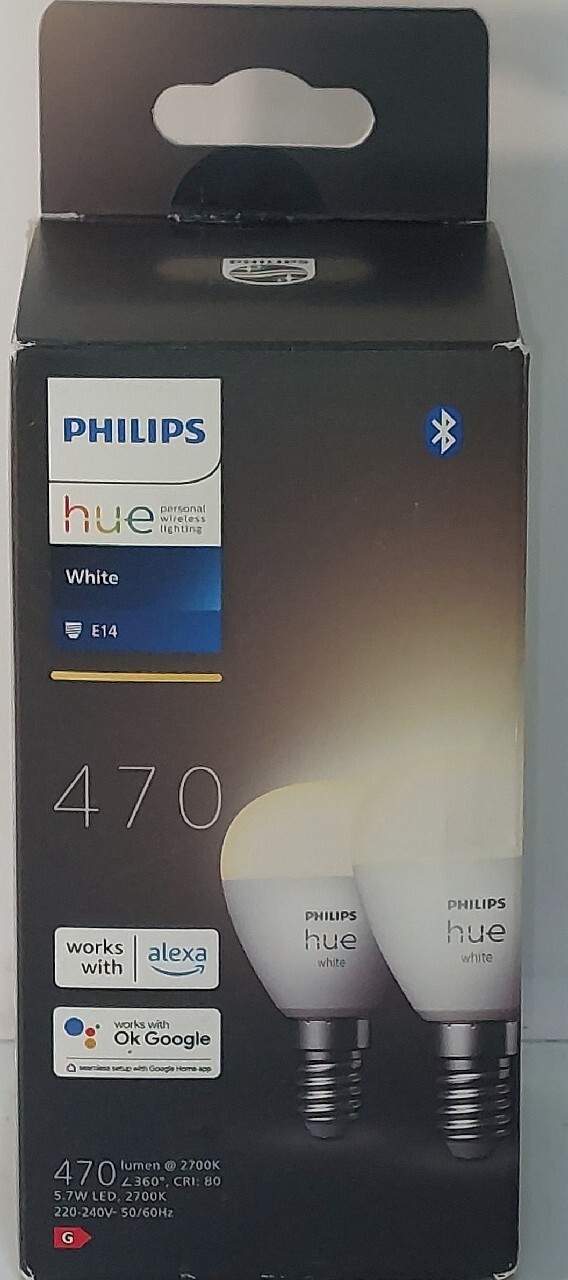 PHILIPS
PHILIPS
hue personal wireless lighting
White
E14
470
works with alexa
works with Ok Google
seamless setup with Google Home app
PHILIPS
hue
white
PHILIPS
hue
white
470 lumen @ 2700K
∠360°, CRI: 80
5.7W LED, 2700K
220-240V~ 50/60Hz
G